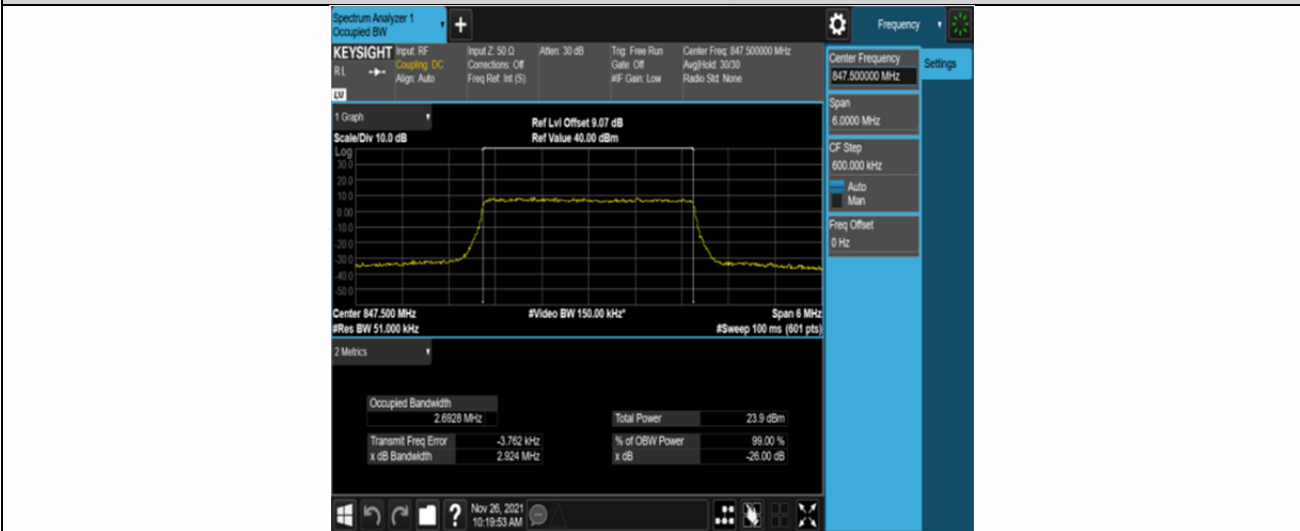 Spectrum Analyzer 1
Occupied BW
+
Frequency
KEYSIGHT
R L
LM
Input: RF
Coupling: DC
Align: Auto
Input Z: 50 Ω
Corrections: Off
Freq Ref: Int (S)
Atten: 30 dB
Trig: Free Run
Gate: Off
#IF Gain: Low
Center Freq: 847.500000 MHz
Avg|Hold: 30/30
Radio Std: None
Center Frequency
847.500000 MHz
Settings
Span
6.0000 MHz
CF Step
600.000 kHz
Auto
Man
Freq Offset
0 Hz
1 Graph
Scale/Div 10.0 dB
Ref Lvl Offset 9.07 dB
Ref Value 40.00 dBm
Log
30.0
20.0
10.0
0.00
-10.0
-20.0
-30.0
-40.0
-50.0
Center 847.500 MHz
#Video BW 150.00 kHz*
Span 6 MHz
#Res BW 51.000 kHz
#Sweep 100 ms (601 pts)
2 Metrics
Occupied Bandwidth
2.6928 MHz
Total Power 23.9 dBm
Transmit Freq Error -3.762 kHz
% of OBW Power 99.00 %
x dB Bandwidth 2.924 MHz
x dB -26.00 dB
?
Nov 26, 2021
10:19:53 AM